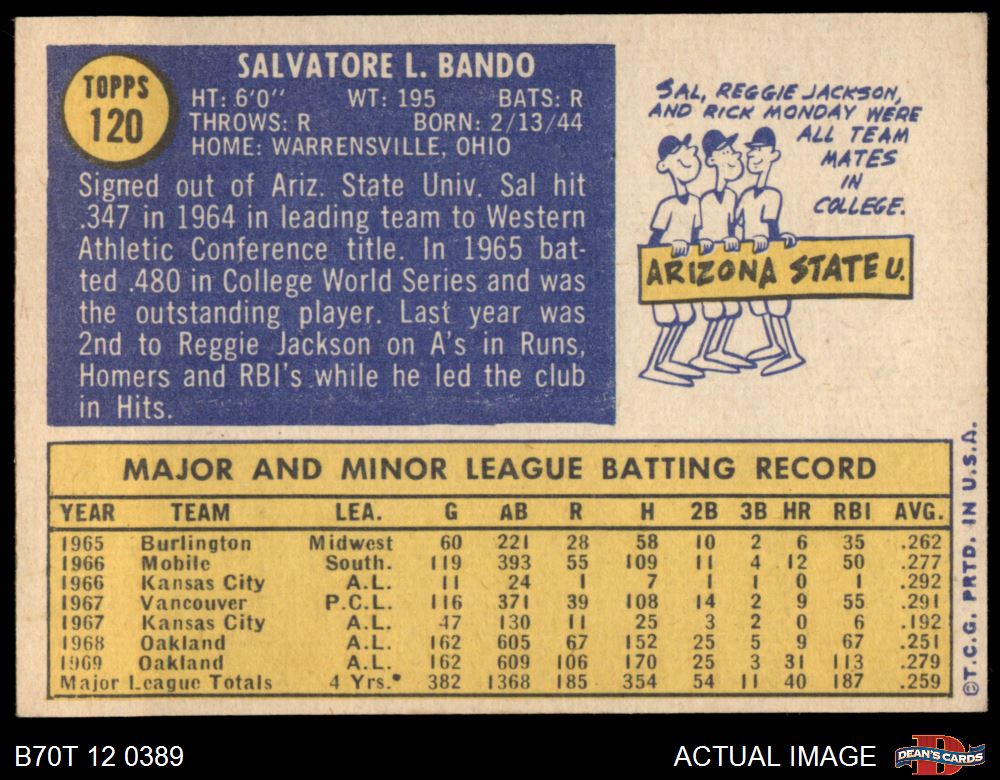 TOPPS
120
SALVATORE L. BANDO
HT: 6'0" WT: 195 BATS: R
THROWS: R BORN: 2/13/44
HOME: WARRENSVILLE, OHIO
Signed out of Ariz. State Univ. Sal hit
.347 in 1964 in leading team to Western
Athletic Conference title. In 1965 bat-
ted .480 in College World Series and was
the outstanding player. Last year was
2nd to Reggie Jackson on A's in Runs,
Homers and RBI's while he led the club
in Hits.
SAL, REGGIE JACKSON,
AND RICK MONDAY WERE
ALL TEAM
MATES
IN
COLLEGE.
ARIZONA STATE U.
MAJOR AND MINOR LEAGUE BATTING RECORD
YEAR TEAM LEA. G AB R H 2B 3B HR RBI AVG.
1965 Burlington Midwest 60 221 28 58 10 2 6 35 .262
1966 Mobile South. 119 393 55 109 11 4 12 50 .277
1966 Kansas City A.L. 11 24 1 7 1 1 0 1 .292
1967 Vancouver P.C.L. 116 371 39 108 14 2 9 55 .291
1967 Kansas City A.L. 47 130 11 25 3 2 0 6 .192
1968 Oakland A.L. 162 605 67 152 25 5 9 67 .251
1969 Oakland A.L. 162 609 106 170 25 3 31 113 .279
Major League Totals 4 Yrs. 382 1368 185 354 54 11 40 187 .259
©T.C.G. PRTD. IN U.S.A.
B70T 12 0389
ACTUAL IMAGE
DEAN'S CARDS